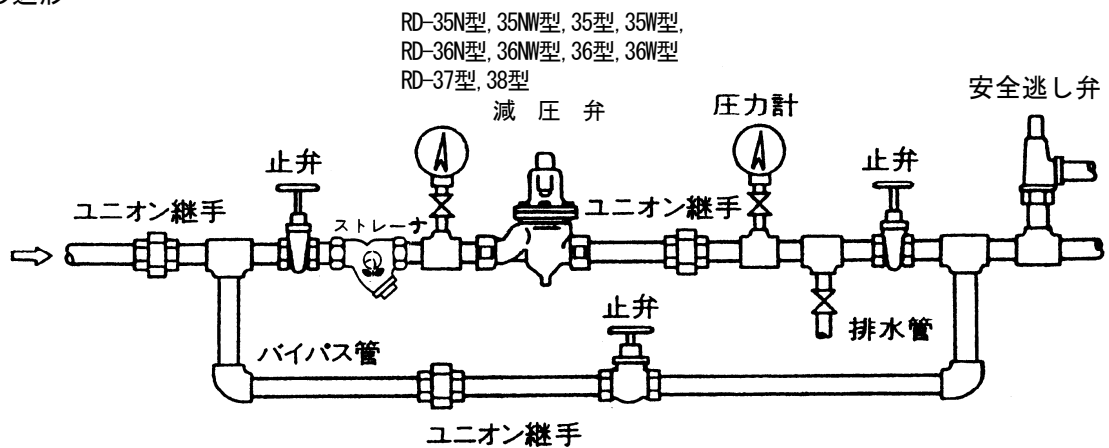 RD-35N型, 35NW型, 35型, 35W型,
RD-36N型, 36NW型, 36型, 36W型
RD-37型, 38型
減 圧 弁
圧力計
安全逃し弁
止弁
止弁
ユニオン継手
ストレーナ
ユニオン継手
止弁
排水管
バイパス管
ユニオン継手